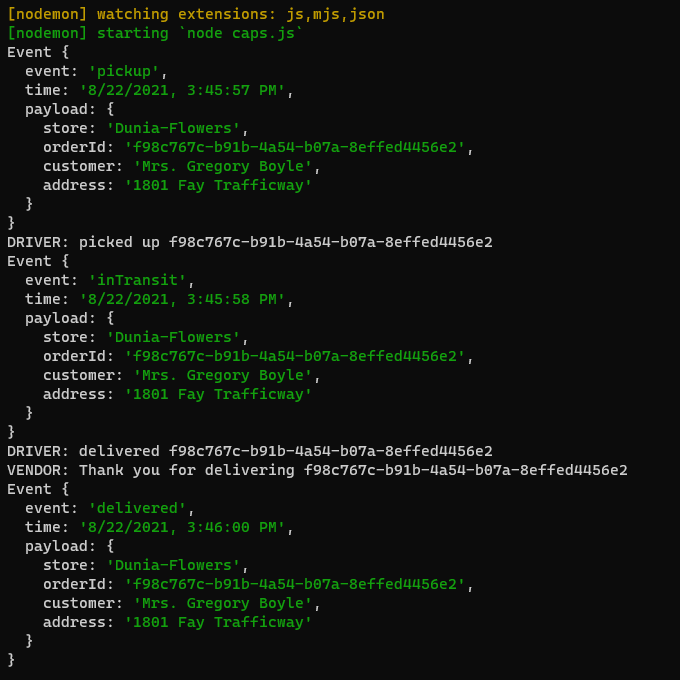 [nodemon] watching extensions: js,mjs,json
[nodemon] starting `node caps.js`
Event {
  event: 'pickup',
  time: '8/22/2021, 3:45:57 PM',
  payload: {
    store: 'Dunia-Flowers',
    orderId: 'f98c767c-b91b-4a54-b07a-8effed4456e2',
    customer: 'Mrs. Gregory Boyle',
    address: '1801 Fay Trafficway'
  }
}
DRIVER: picked up f98c767c-b91b-4a54-b07a-8effed4456e2
Event {
  event: 'inTransit',
  time: '8/22/2021, 3:45:58 PM',
  payload: {
    store: 'Dunia-Flowers',
    orderId: 'f98c767c-b91b-4a54-b07a-8effed4456e2',
    customer: 'Mrs. Gregory Boyle',
    address: '1801 Fay Trafficway'
  }
}
DRIVER: delivered f98c767c-b91b-4a54-b07a-8effed4456e2
VENDOR: Thank you for delivering f98c767c-b91b-4a54-b07a-8effed4456e2
Event {
  event: 'delivered',
  time: '8/22/2021, 3:46:00 PM',
  payload: {
    store: 'Dunia-Flowers',
    orderId: 'f98c767c-b91b-4a54-b07a-8effed4456e2',
    customer: 'Mrs. Gregory Boyle',
    address: '1801 Fay Trafficway'
  }
}